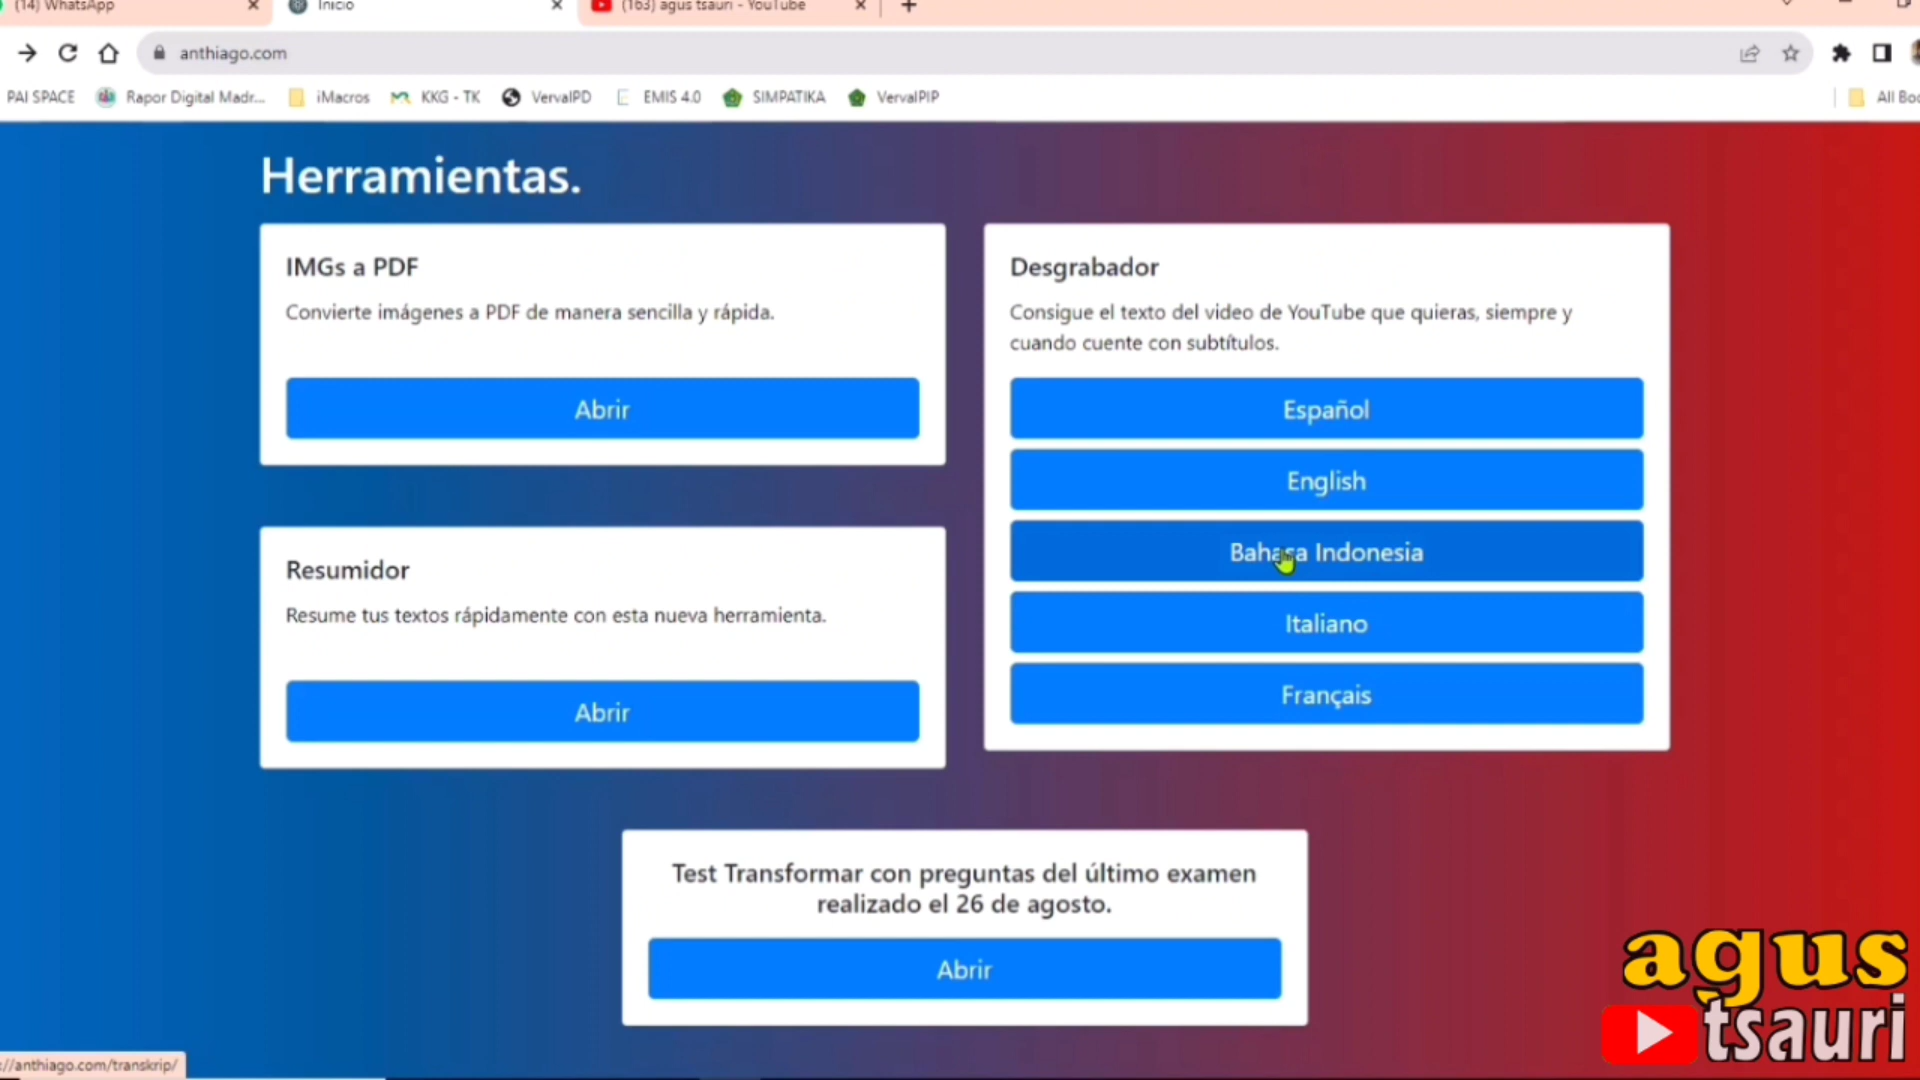 (14) WhatsApp
Inicio
(163) agus tsauri - YouTube
anthiago.com
PAI SPACE
Rapor Digital Madr...
iMacros
KKG - TK
VervalPD
EMIS 4.0
SIMPATIKA
VervalPIP
All Boo
Herramientas.
IMGs a PDF
Convierte imágenes a PDF de manera sencilla y rápida.
Abrir
Resumidor
Resume tus textos rápidamente con esta nueva herramienta.
Abrir
Desgrabador
Consigue el texto del video de YouTube que quieras, siempre y
cuando cuente con subtítulos.
Español
English
Bahasa Indonesia
Italiano
Français
Test Transformar con preguntas del último examen
realizado el 26 de agosto.
Abrir
agus
tsauri
://anthiago.com/transkrip/